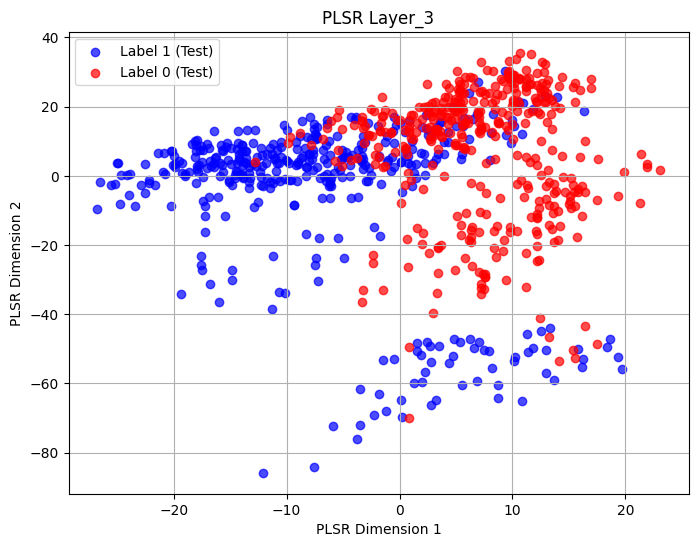 PLSR Layer_3
Label 1 (Test)
Label 0 (Test)
40
20
0
−20
−40
−60
−80
PLSR Dimension 2
−20
−10
0
10
20
PLSR Dimension 1